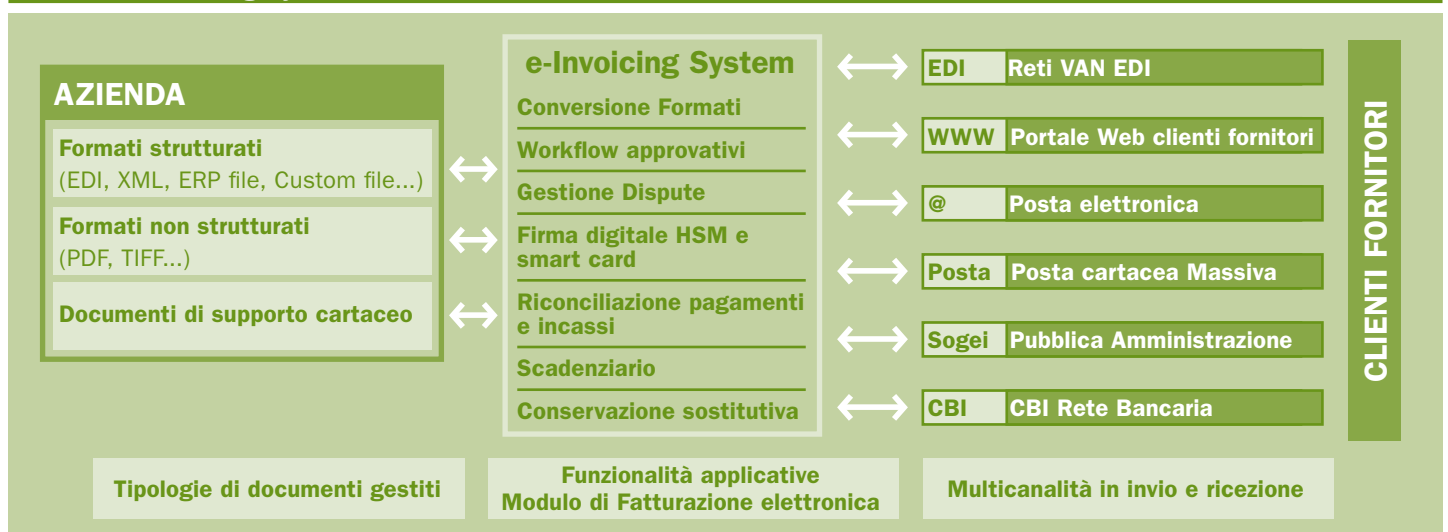 AZIENDA
Formati strutturati
(EDI, XML, ERP file, Custom file...)
Formati non strutturati
(PDF, TIFF...)
Documenti di supporto cartaceo
Tipologie di documenti gestiti
e-Invoicing System
Conversione Formati
Workflow approvativi
Gestione Dispute
Firma digitale HSM e
smart card
Riconciliazione pagamenti
e incassi
Scadenziario
Conservazione sostitutiva
Funzionalità applicative
Modulo di Fatturazione elettronica
EDI Reti VAN EDI
WWW Portale Web clienti fornitori
@ Posta elettronica
Posta Posta cartacea Massiva
Sogei Pubblica Amministrazione
CBI CBI Rete Bancaria
Multicanalità in invio e ricezione
CLIENTI FORNITORI